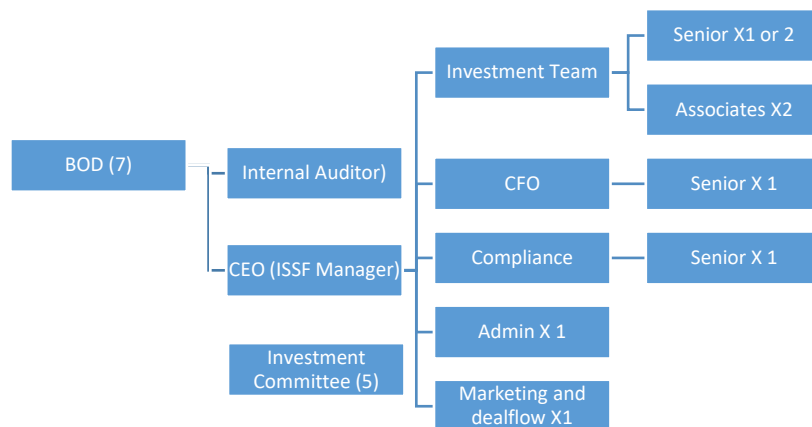 BOD (7)
Internal Auditor)
CEO (ISSF Manager)
Investment
Committee (5)
Investment Team
Senior X1 or 2
Associates X2
CFO
Senior X 1
Compliance
Senior X 1
Admin X 1
Marketing and
dealflow X1